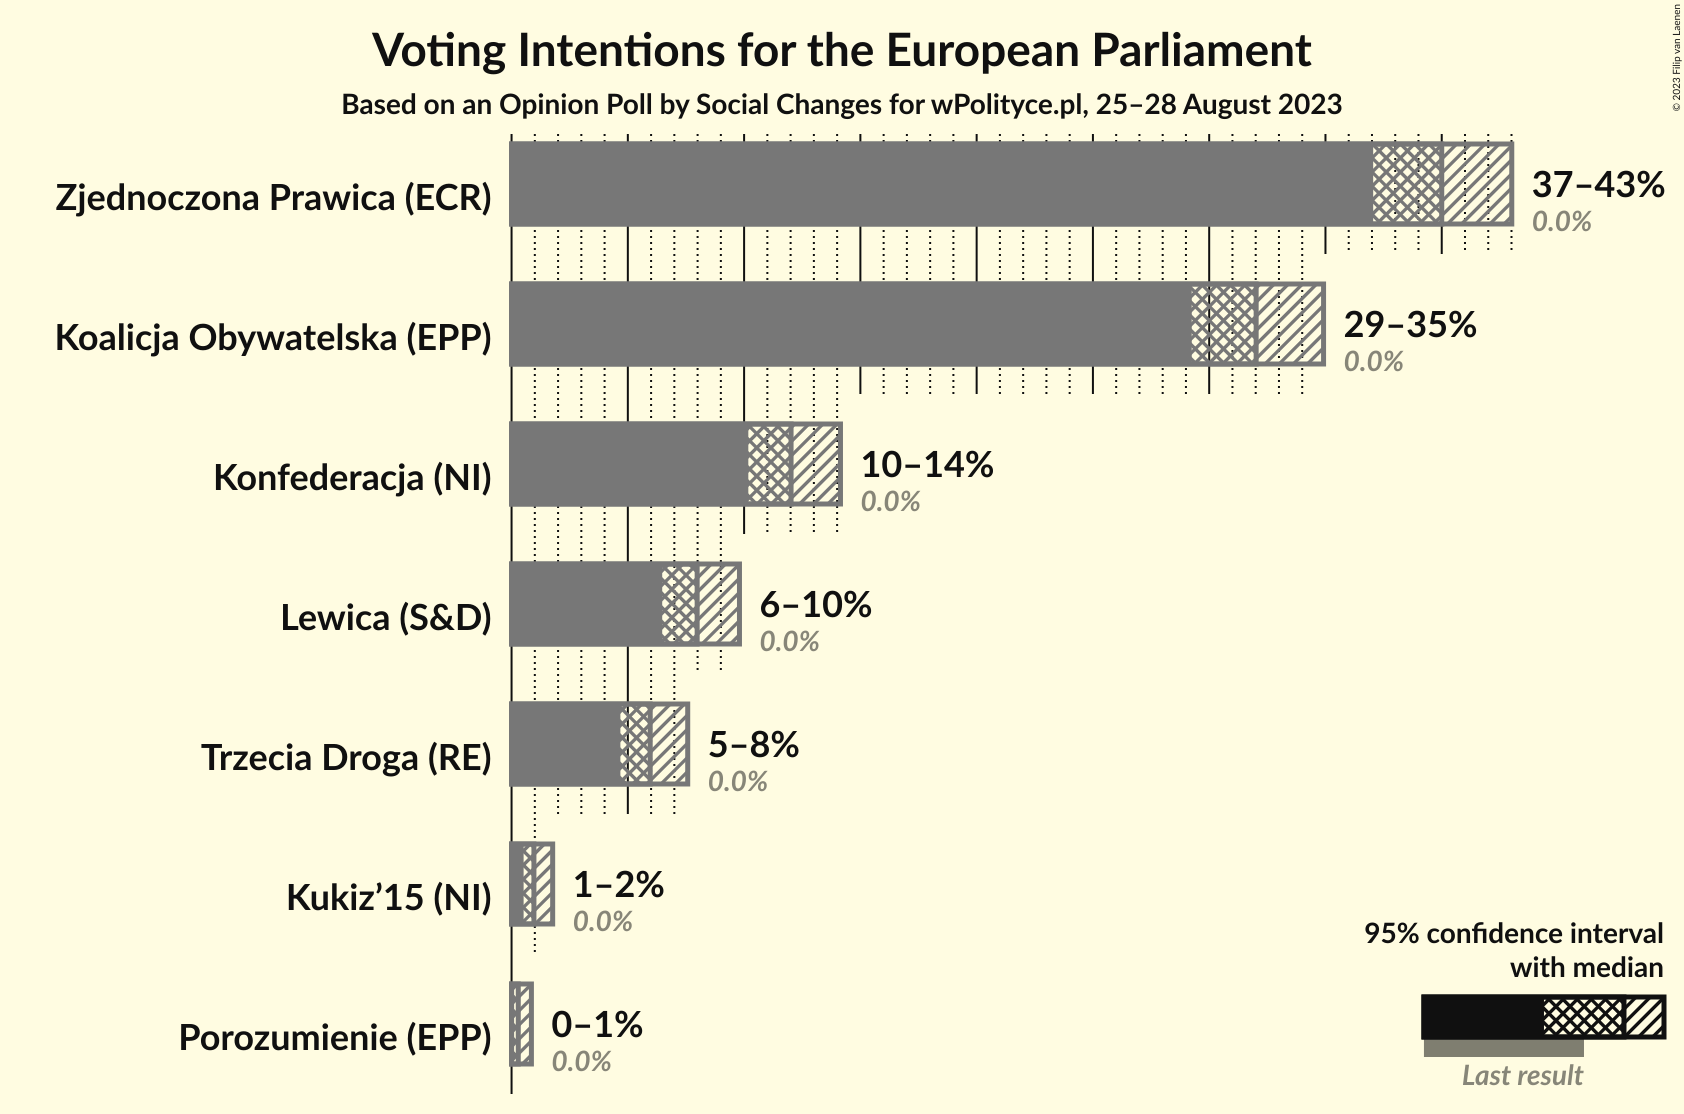 Voting Intentions for the European Parliament
Based on an Opinion Poll by Social Changes for wPolityce.pl, 25–28 August 2023
© 2023 Filip van Laenen
Zjednoczona Prawica (ECR)
37–43%
0.0%
Koalicja Obywatelska (EPP)
29–35%
0.0%
Konfederacja (NI)
10–14%
0.0%
Lewica (S&D)
6–10%
0.0%
Trzecia Droga (RE)
5–8%
0.0%
Kukiz’15 (NI)
1–2%
0.0%
Porozumienie (EPP)
0–1%
0.0%
95% confidence interval
with median
Last result